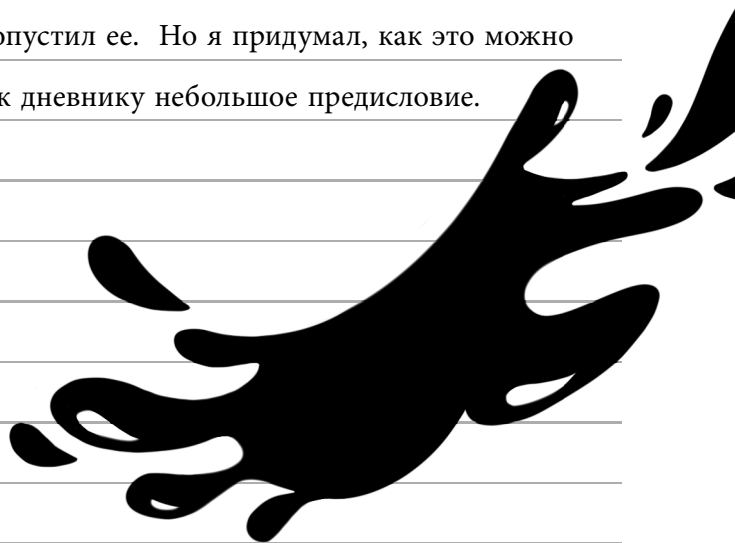 опустил ее. Но я придумал, как это можно
к дневнику небольшое предисловие.